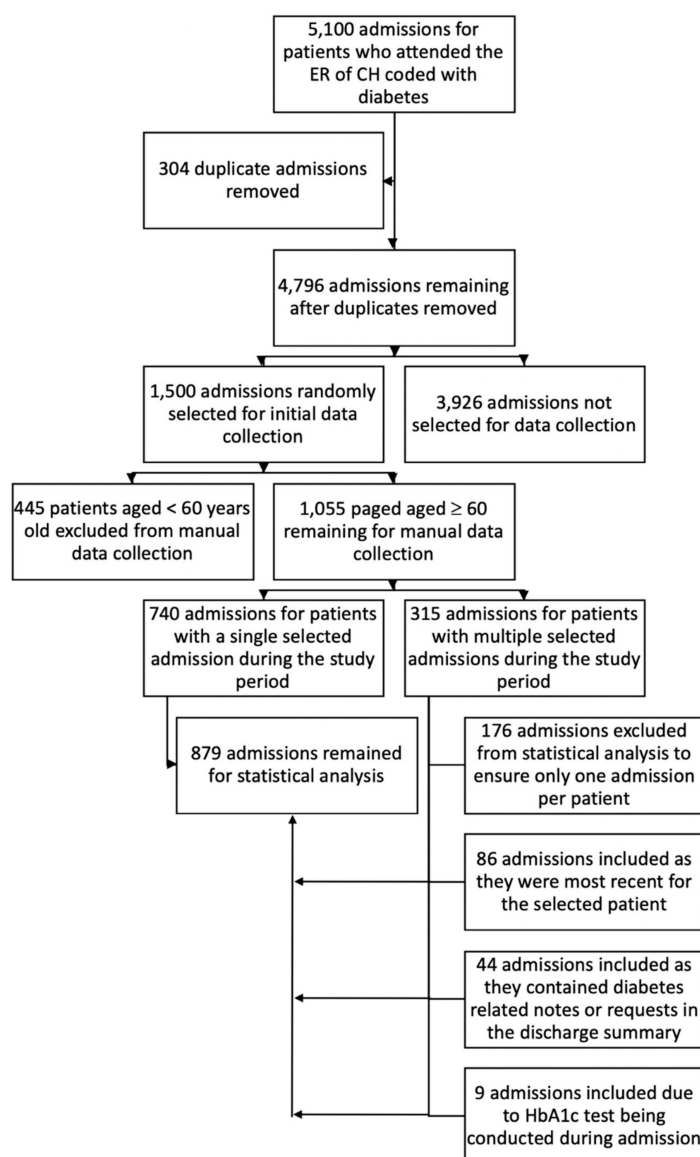 5,100 admissions for
patients who attended the
ER of CH coded with
diabetes
304 duplicate admissions
removed
4,796 admissions remaining
after duplicates removed
1,500 admissions randomly
selected for initial data
collection
3,926 admissions not
selected for data collection
445 patients aged < 60 years
old excluded from manual
data collection
1,055 paged aged ≥ 60
remaining for manual data
collection
740 admissions for patients
with a single selected
admission during the study
period
315 admissions for patients
with multiple selected
admissions during the study
period
879 admissions remained
for statistical analysis
176 admissions excluded
from statistical analysis to
ensure only one admission
per patient
86 admissions included as
they were most recent for
the selected patient
44 admissions included as
they contained diabetes
related notes or requests in
the discharge summary
9 admissions included due
to HbA1c test being
conducted during admission